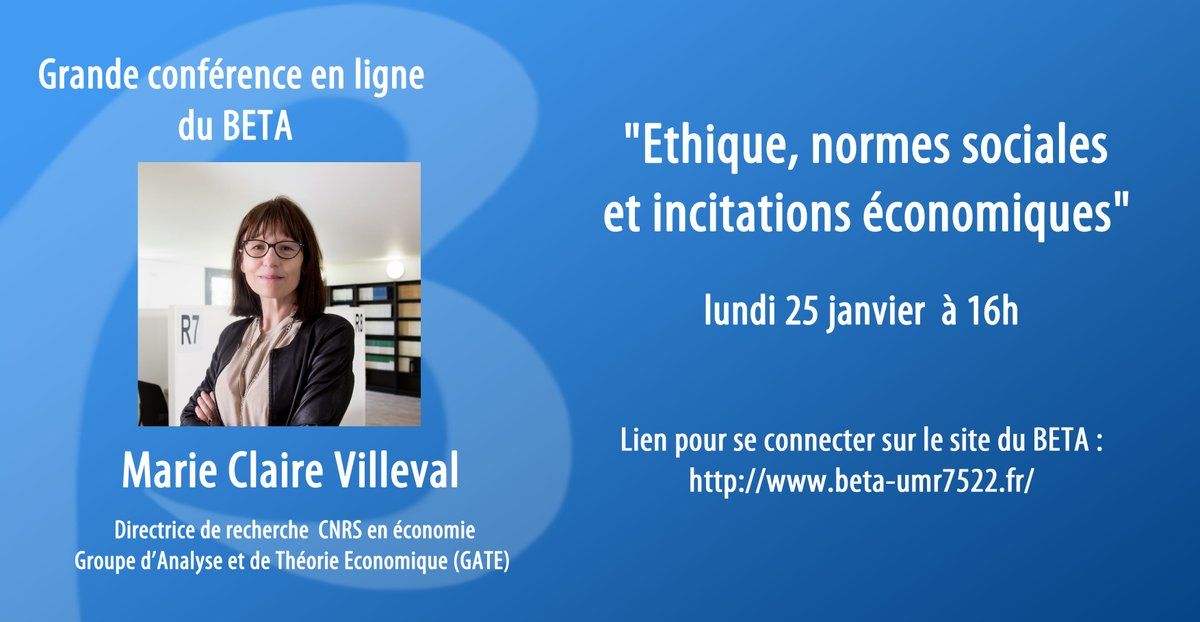 Grande conférence en ligne
du BETA
R7
R8
Marie Claire Villeval
Directrice de recherche CNRS en économie
Groupe d’Analyse et de Théorie Economique (GATE)
"Ethique, normes sociales
et incitations économiques"
lundi 25 janvier à 16h
Lien pour se connecter sur le site du BETA :
http://www.beta-umr7522.fr/